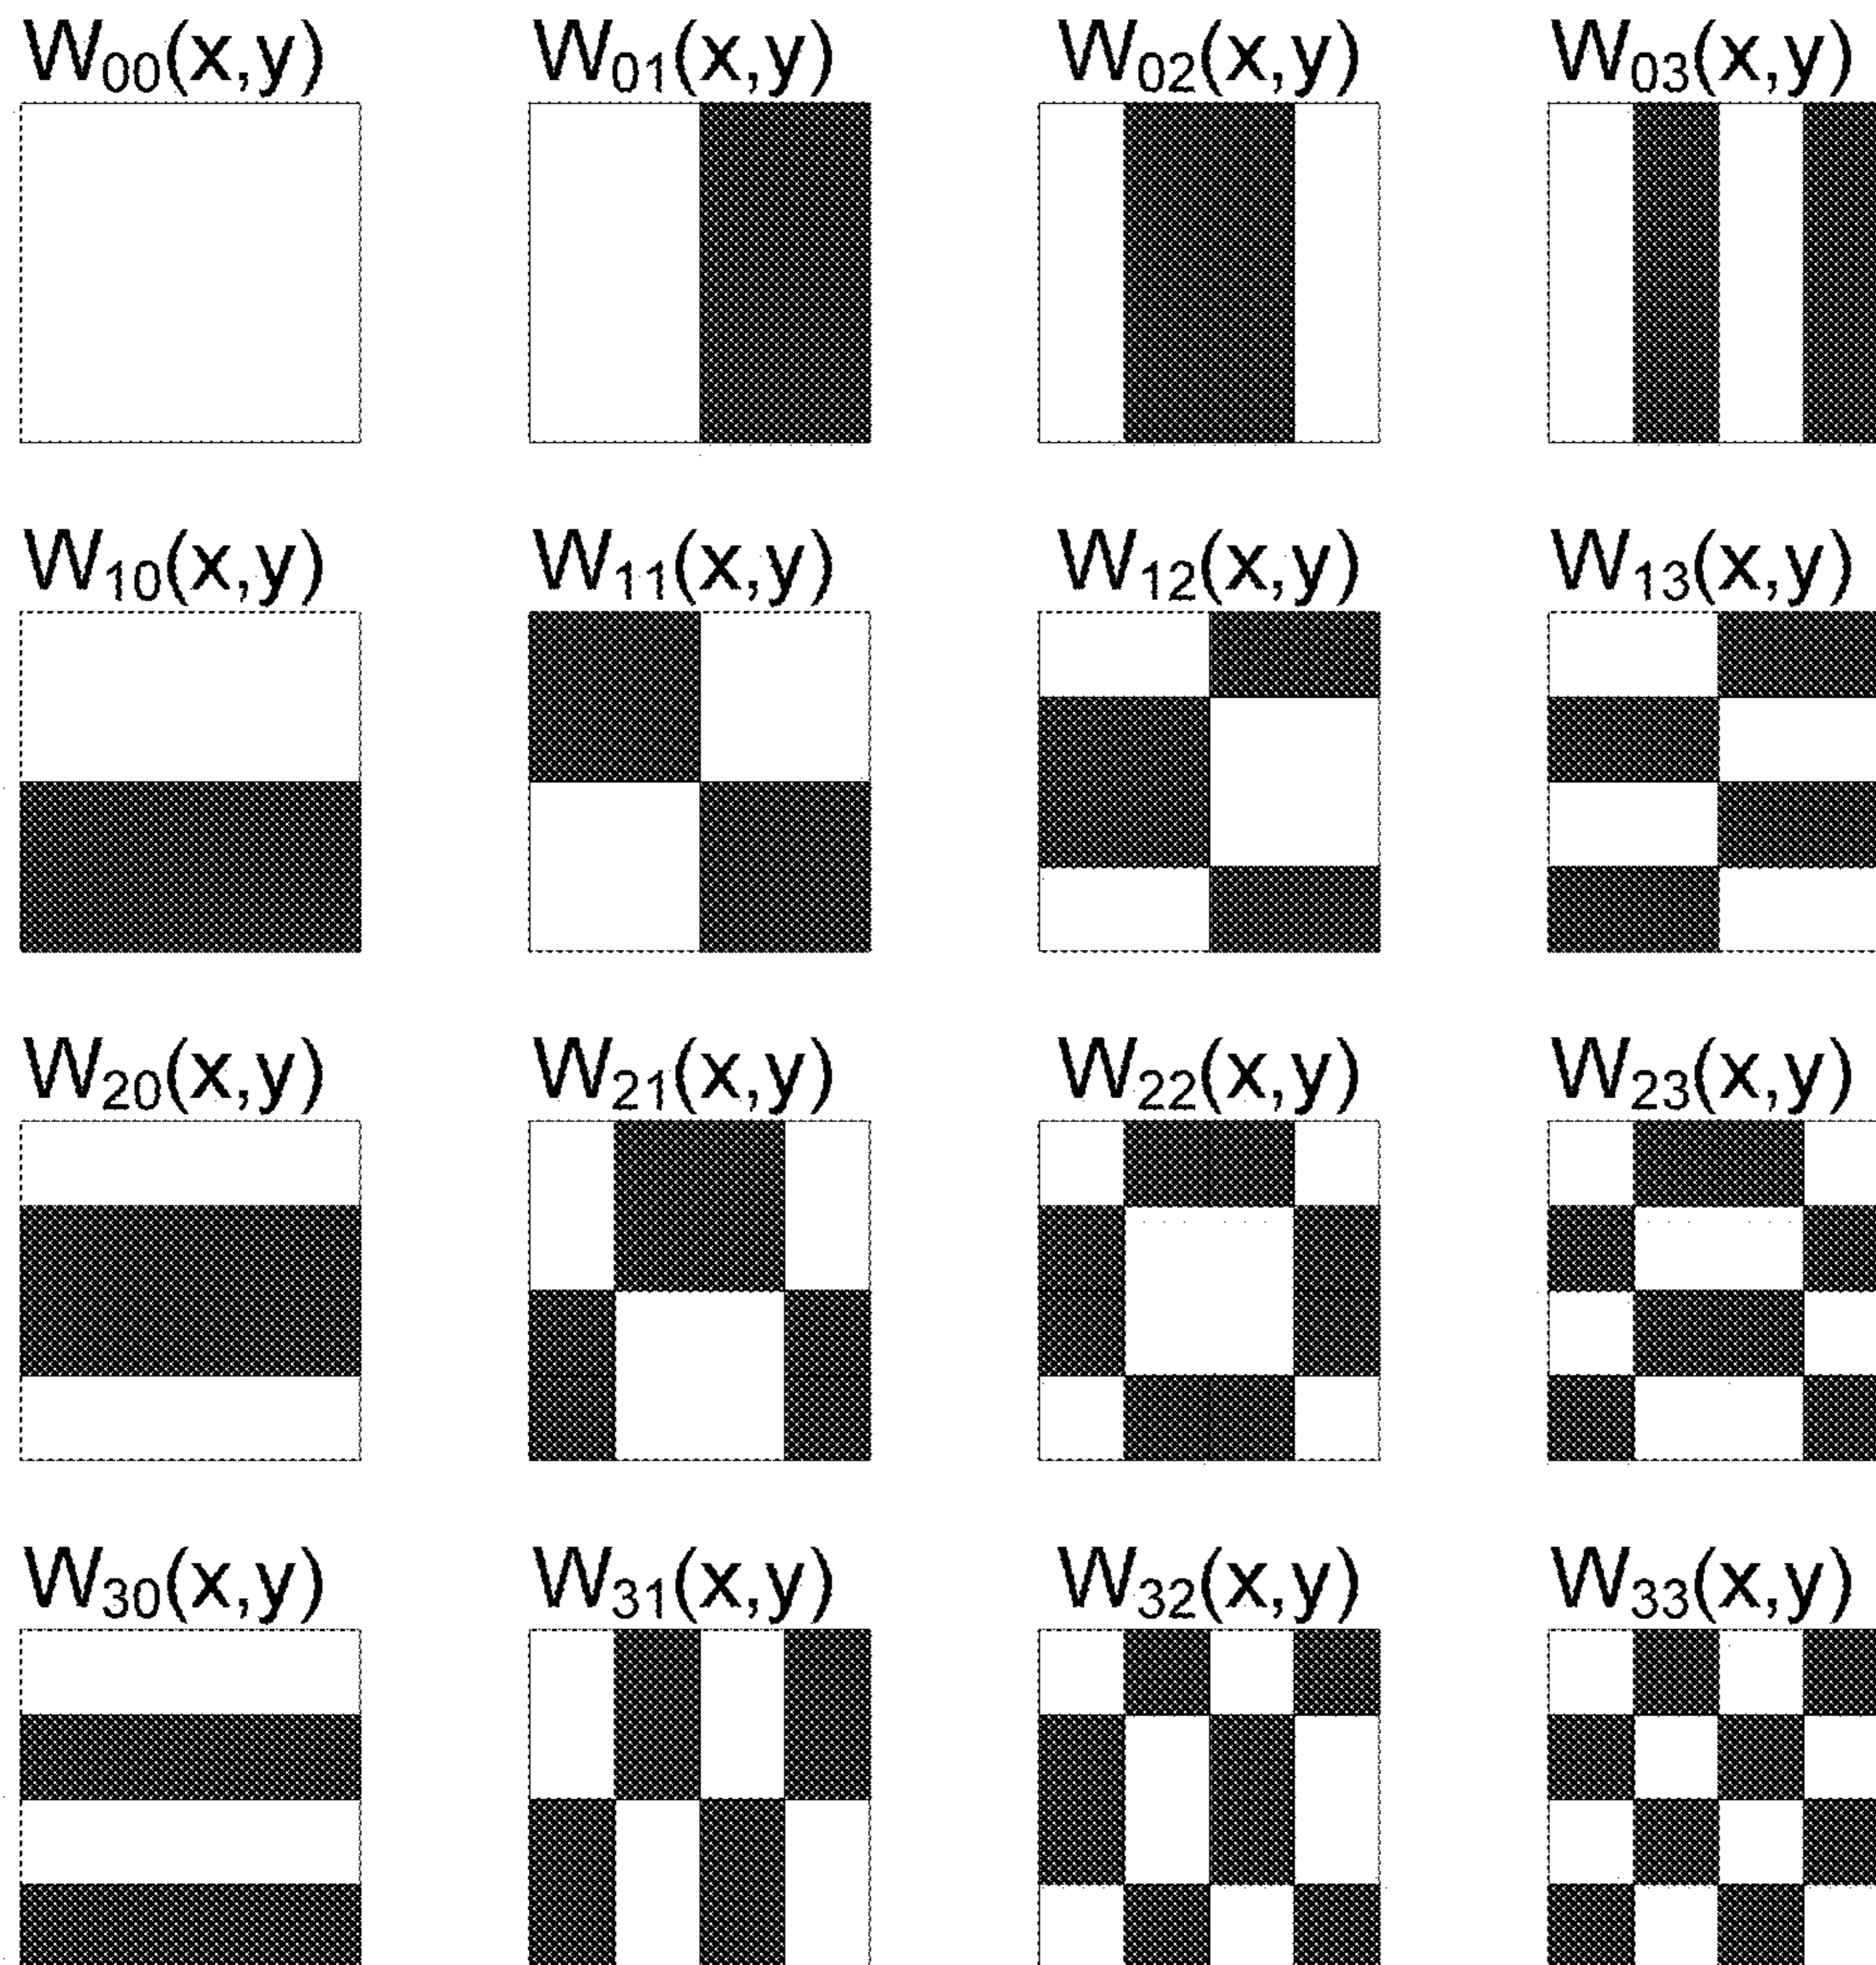 W₀₀(x,y) W₀₁(x,y) W₀₂(x,y) W₀₃(x,y)
W₁₀(x,y) W₁₁(x,y) W₁₂(x,y) W₁₃(x,y)
W₂₀(x,y) W₂₁(x,y) W₂₂(x,y) W₂₃(x,y)
W₃₀(x,y) W₃₁(x,y) W₃₂(x,y) W₃₃(x,y)